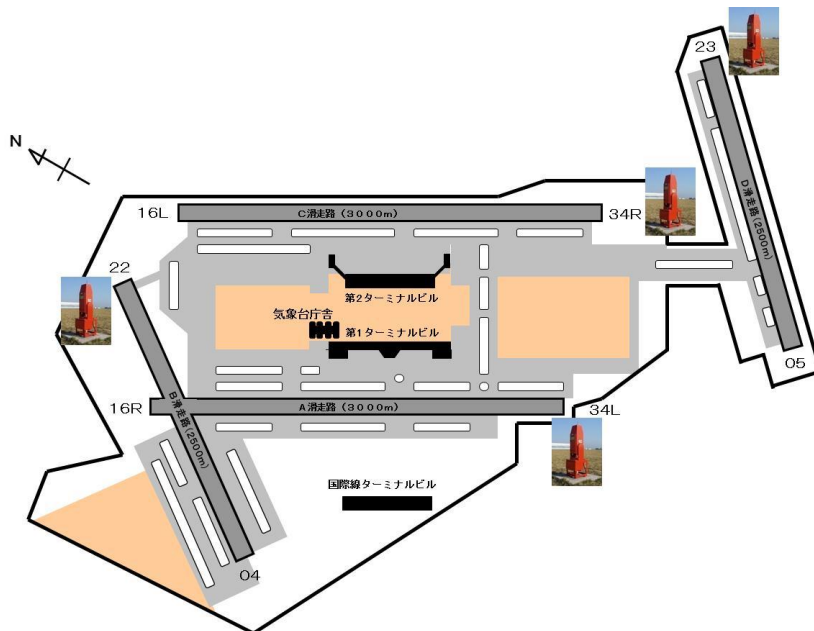 23
N
16L
C滑走路(3000m)
34R
D滑走路(2500m)
22
第2ターミナルビル
気象台庁舎
第1ターミナルビル
05
16R
A滑走路(3000m)
34L
B滑走路(2500m)
国際線ターミナルビル
04